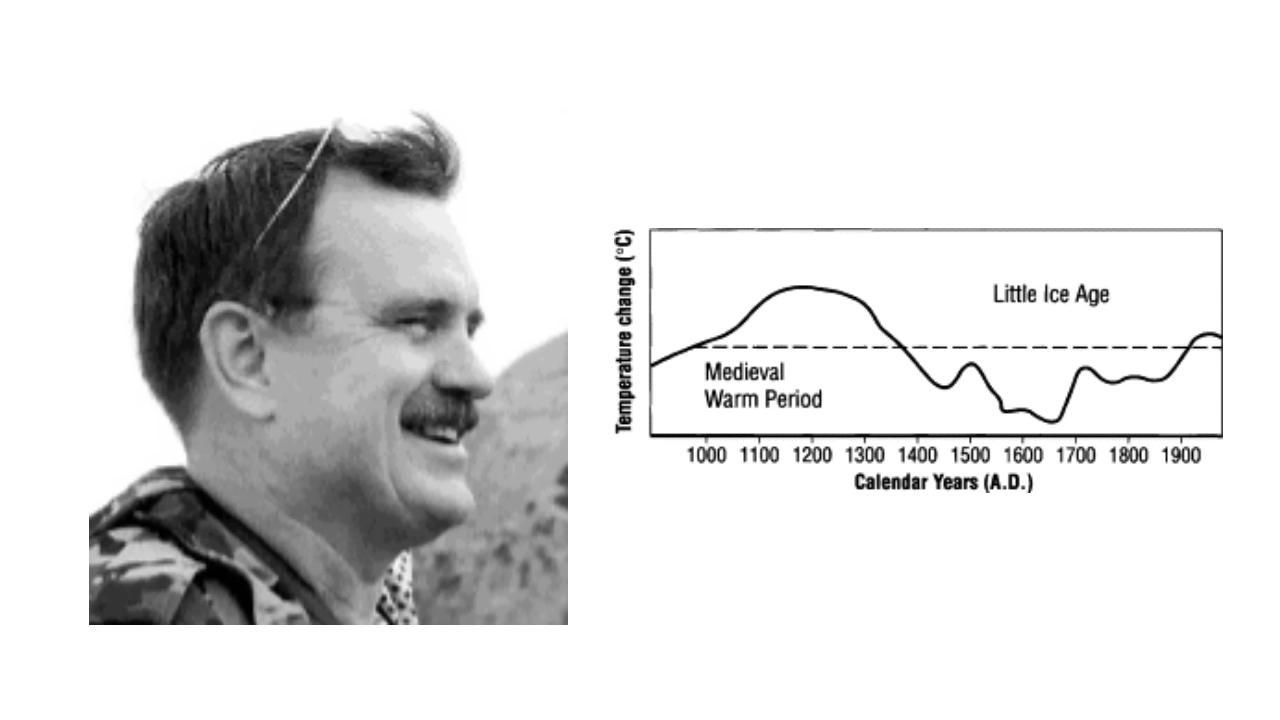 Temperature change (°C)
Little Ice Age
Medieval
Warm Period
1000 1100 1200 1300 1400 1500 1600 1700 1800 1900
Calendar Years (A.D.)